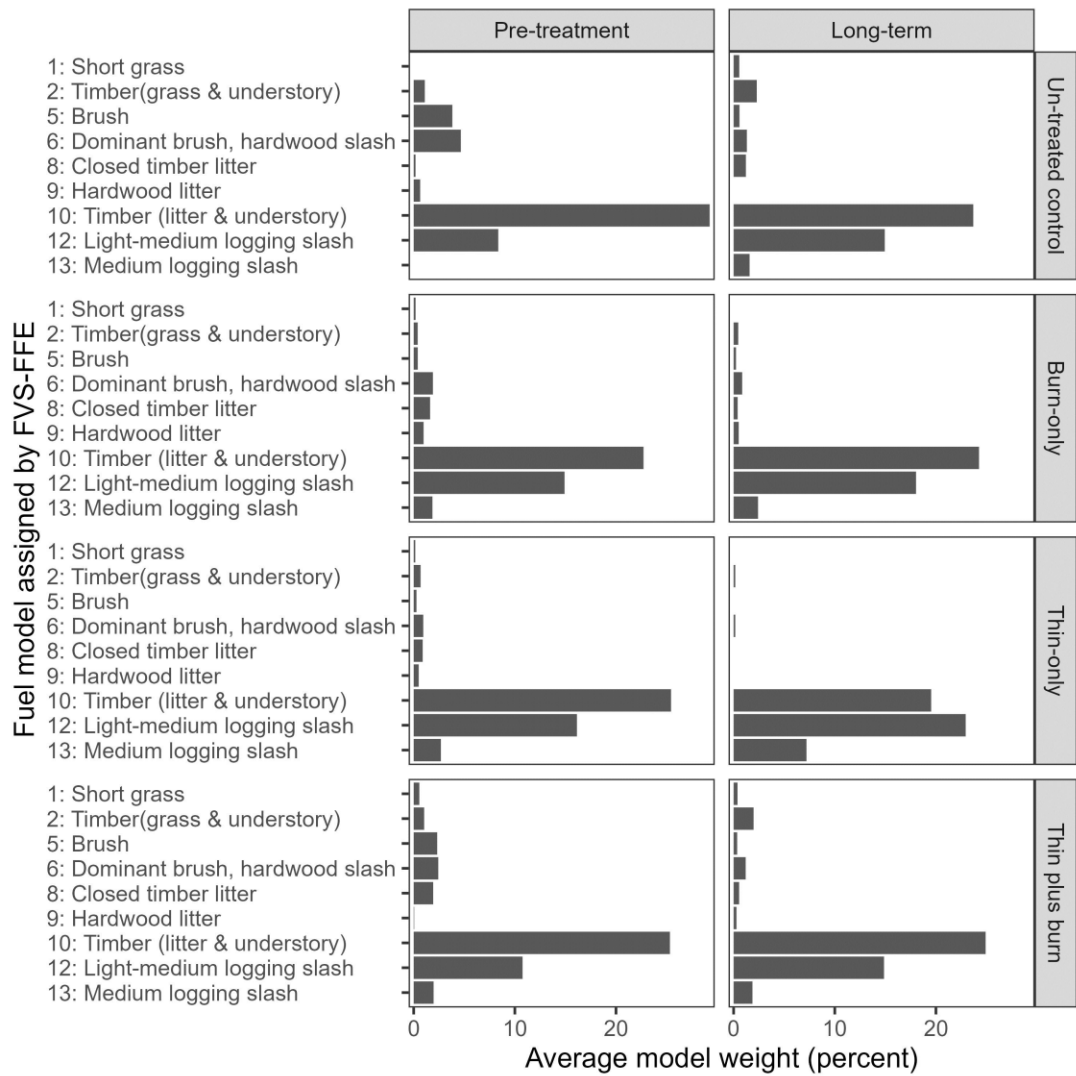 Pre-treatment
Long-term
Fuel model assigned by FVS-FFE
1: Short grass
2: Timber(grass & understory)
5: Brush
6: Dominant brush, hardwood slash
8: Closed timber litter
9: Hardwood litter
10: Timber (litter & understory)
12: Light-medium logging slash
13: Medium logging slash
Un-treated control
1: Short grass
2: Timber(grass & understory)
5: Brush
6: Dominant brush, hardwood slash
8: Closed timber litter
9: Hardwood litter
10: Timber (litter & understory)
12: Light-medium logging slash
13: Medium logging slash
Burn-only
1: Short grass
2: Timber(grass & understory)
5: Brush
6: Dominant brush, hardwood slash
8: Closed timber litter
9: Hardwood litter
10: Timber (litter & understory)
12: Light-medium logging slash
13: Medium logging slash
Thin-only
1: Short grass
2: Timber(grass & understory)
5: Brush
6: Dominant brush, hardwood slash
8: Closed timber litter
9: Hardwood litter
10: Timber (litter & understory)
12: Light-medium logging slash
13: Medium logging slash
Thin plus burn
0 10 20 0 10 20
Average model weight (percent)